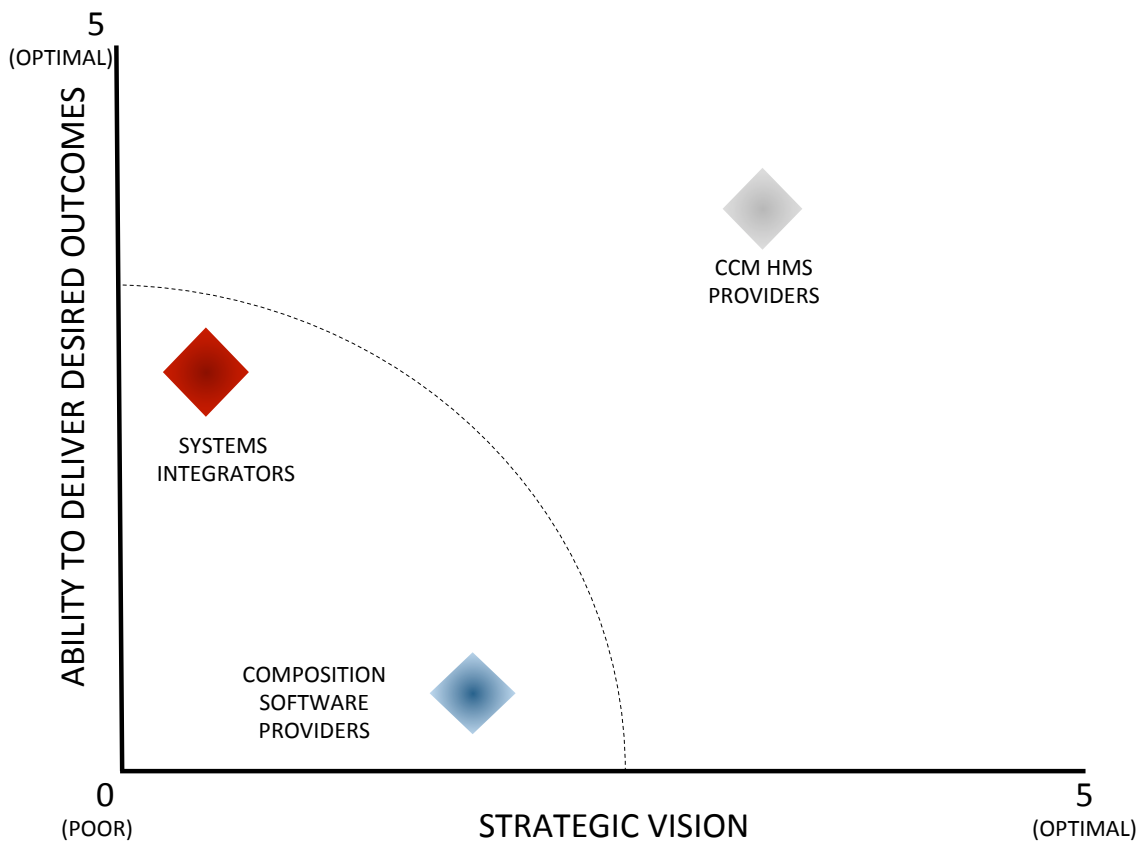 5
(OPTIMAL)
ABILITY TO DELIVER DESIRED OUTCOMES
CCM HMS
PROVIDERS
SYSTEMS
INTEGRATORS
COMPOSITION
SOFTWARE
PROVIDERS
0
(POOR)
STRATEGIC VISION
5
(OPTIMAL)